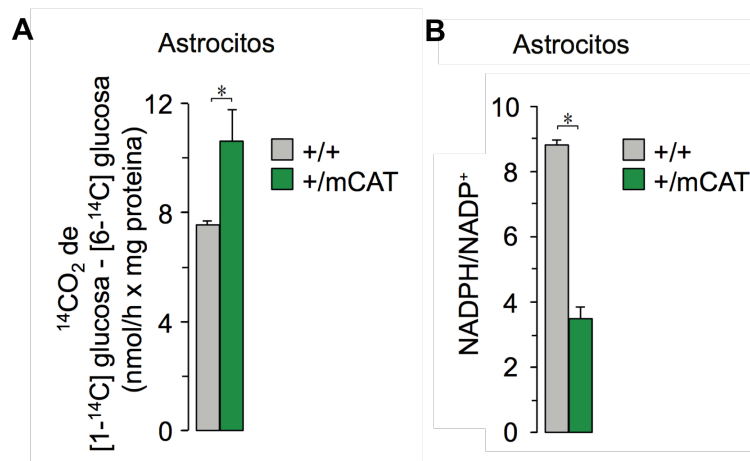 A
Astrocitos
¹⁴CO₂ de
[1-¹⁴C] glucosa - [6-¹⁴C] glucosa
(nmol/h x mg proteina)
12
8
4
0
*
+/+
+/mCAT
B
Astrocitos
NADPH/NADP⁺
10
8
6
4
2
0
*
+/+
+/mCAT